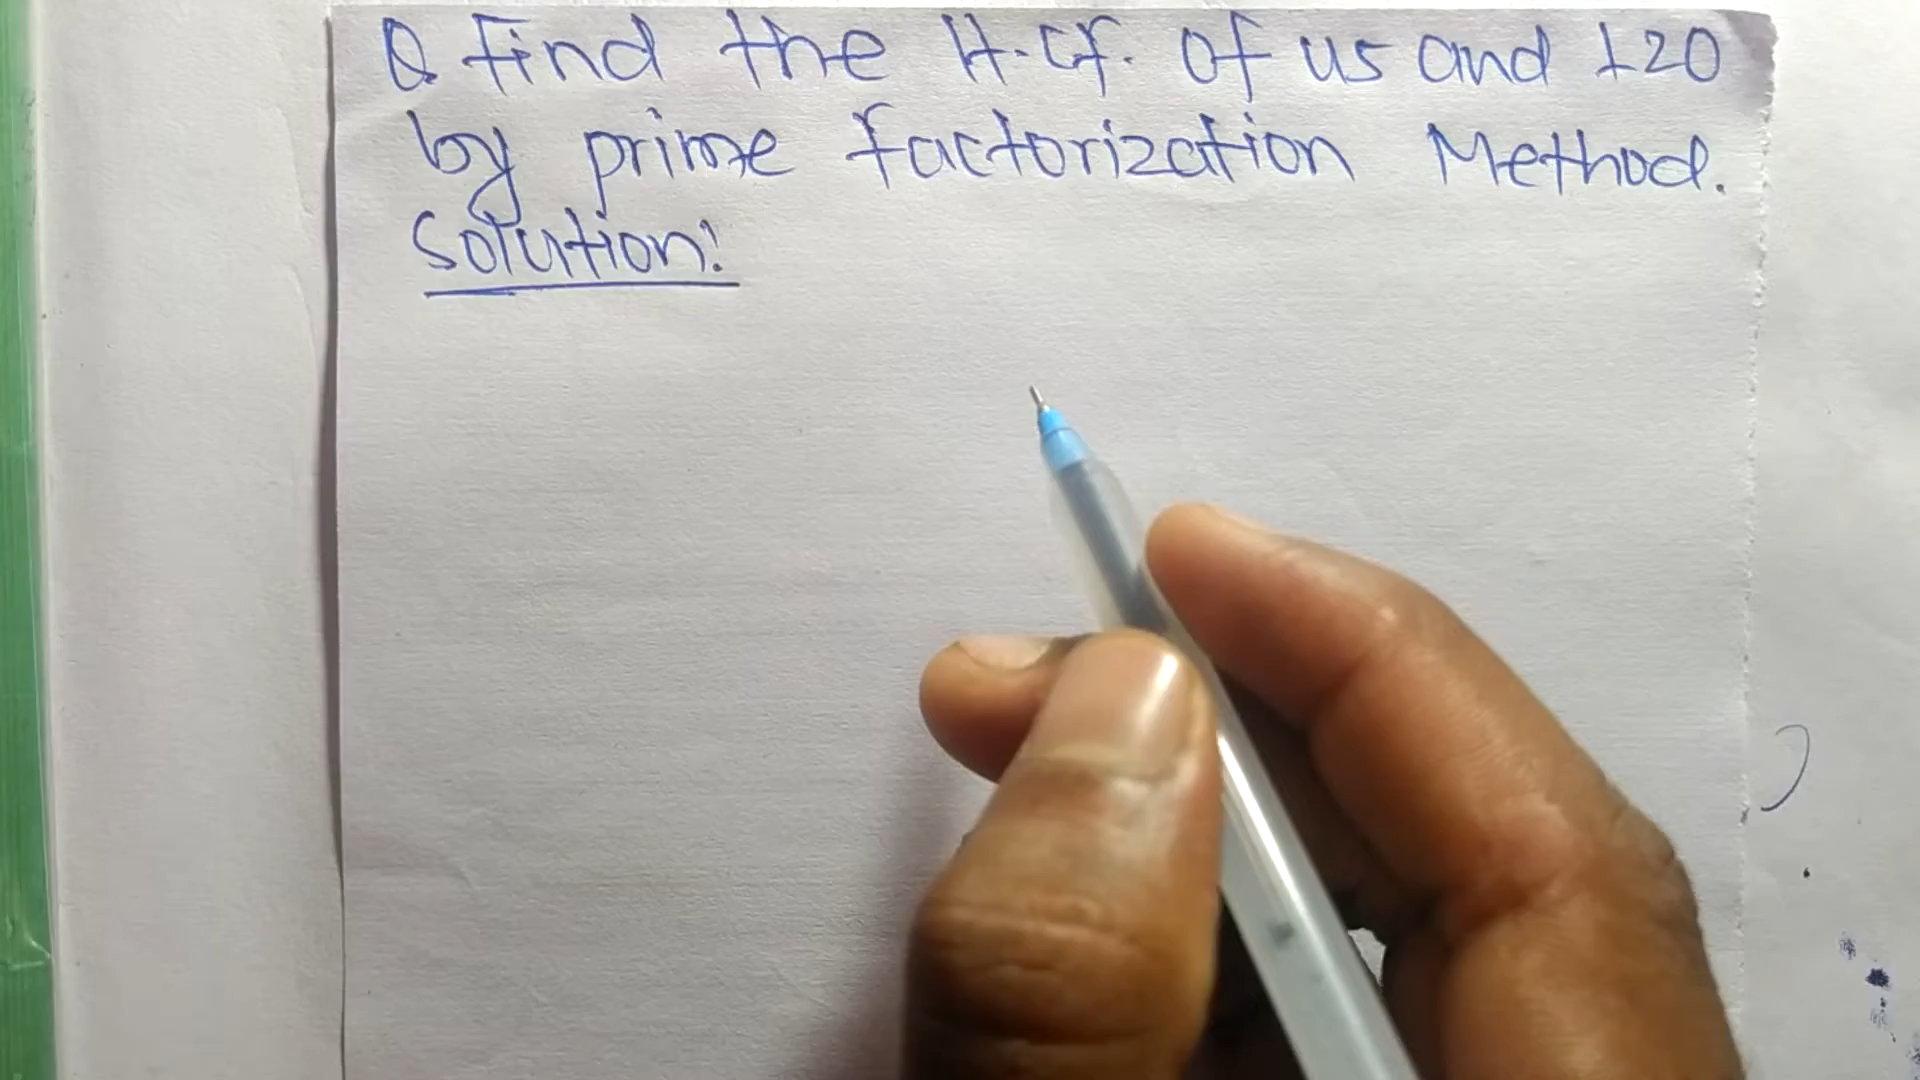 Q Find the H.C.F. of 45 and 120
by prime factorization Method.
Solution: